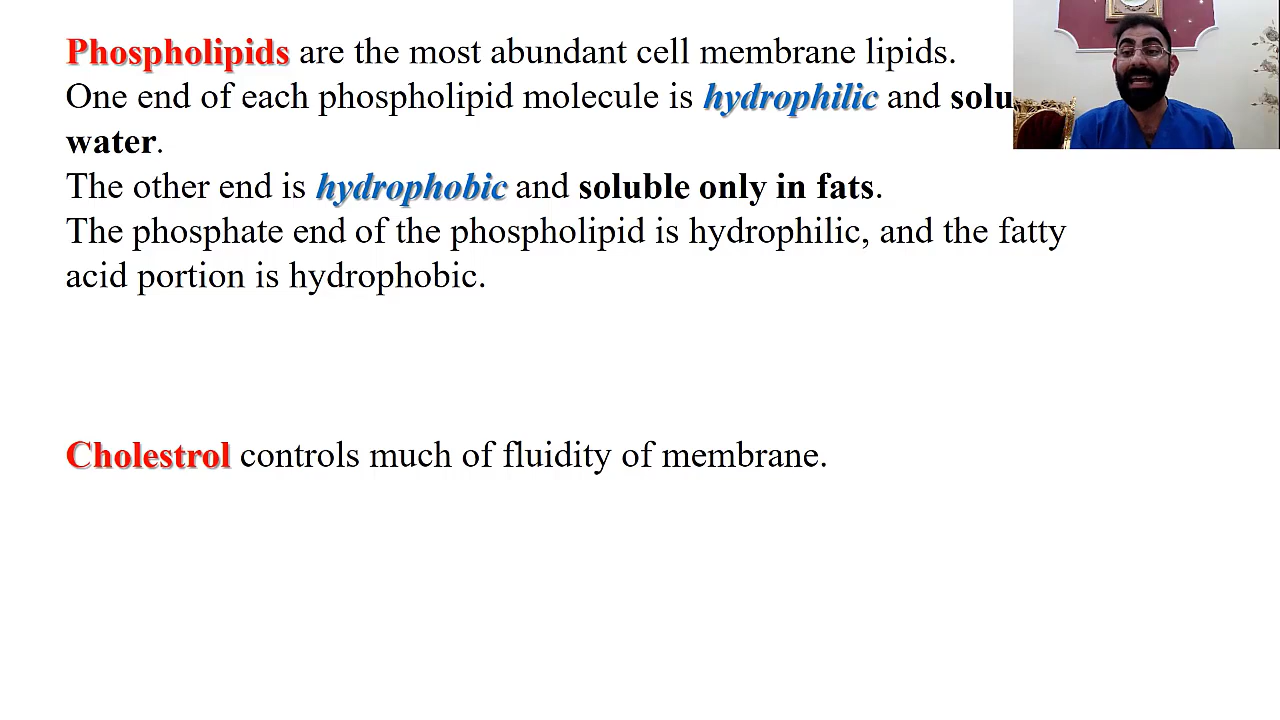 Phospholipids are the most abundant cell membrane lipids.
One end of each phospholipid molecule is hydrophilic and
water.
The other end is hydrophobic and soluble only in fats.
The phosphate end of the phospholipid is hydrophilic, and the fatty
acid portion is hydrophobic.
Cholestrol controls much of fluidity of membrane.